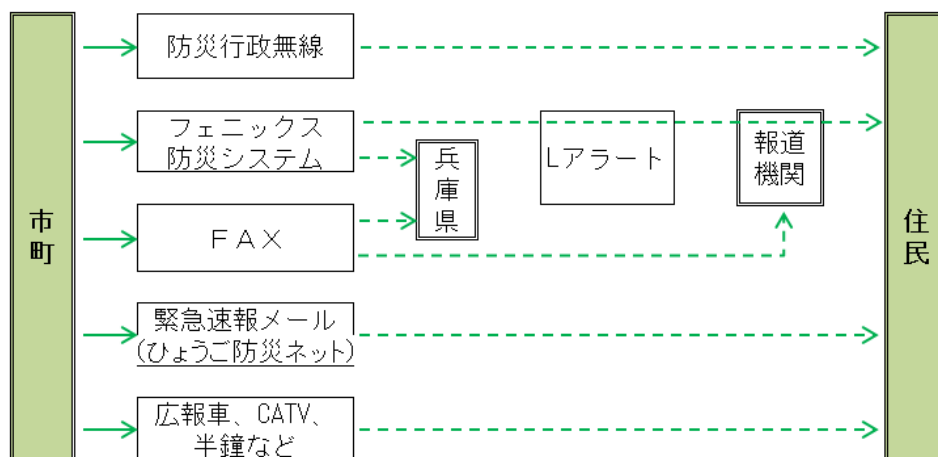 市町
防災行政無線
フェニックス
防災システム
兵庫県
Lアラート
報道
機関
FAX
緊急速報メール
(ひょうご防災ネット)
広報車、CATV、
半鐘など
住民